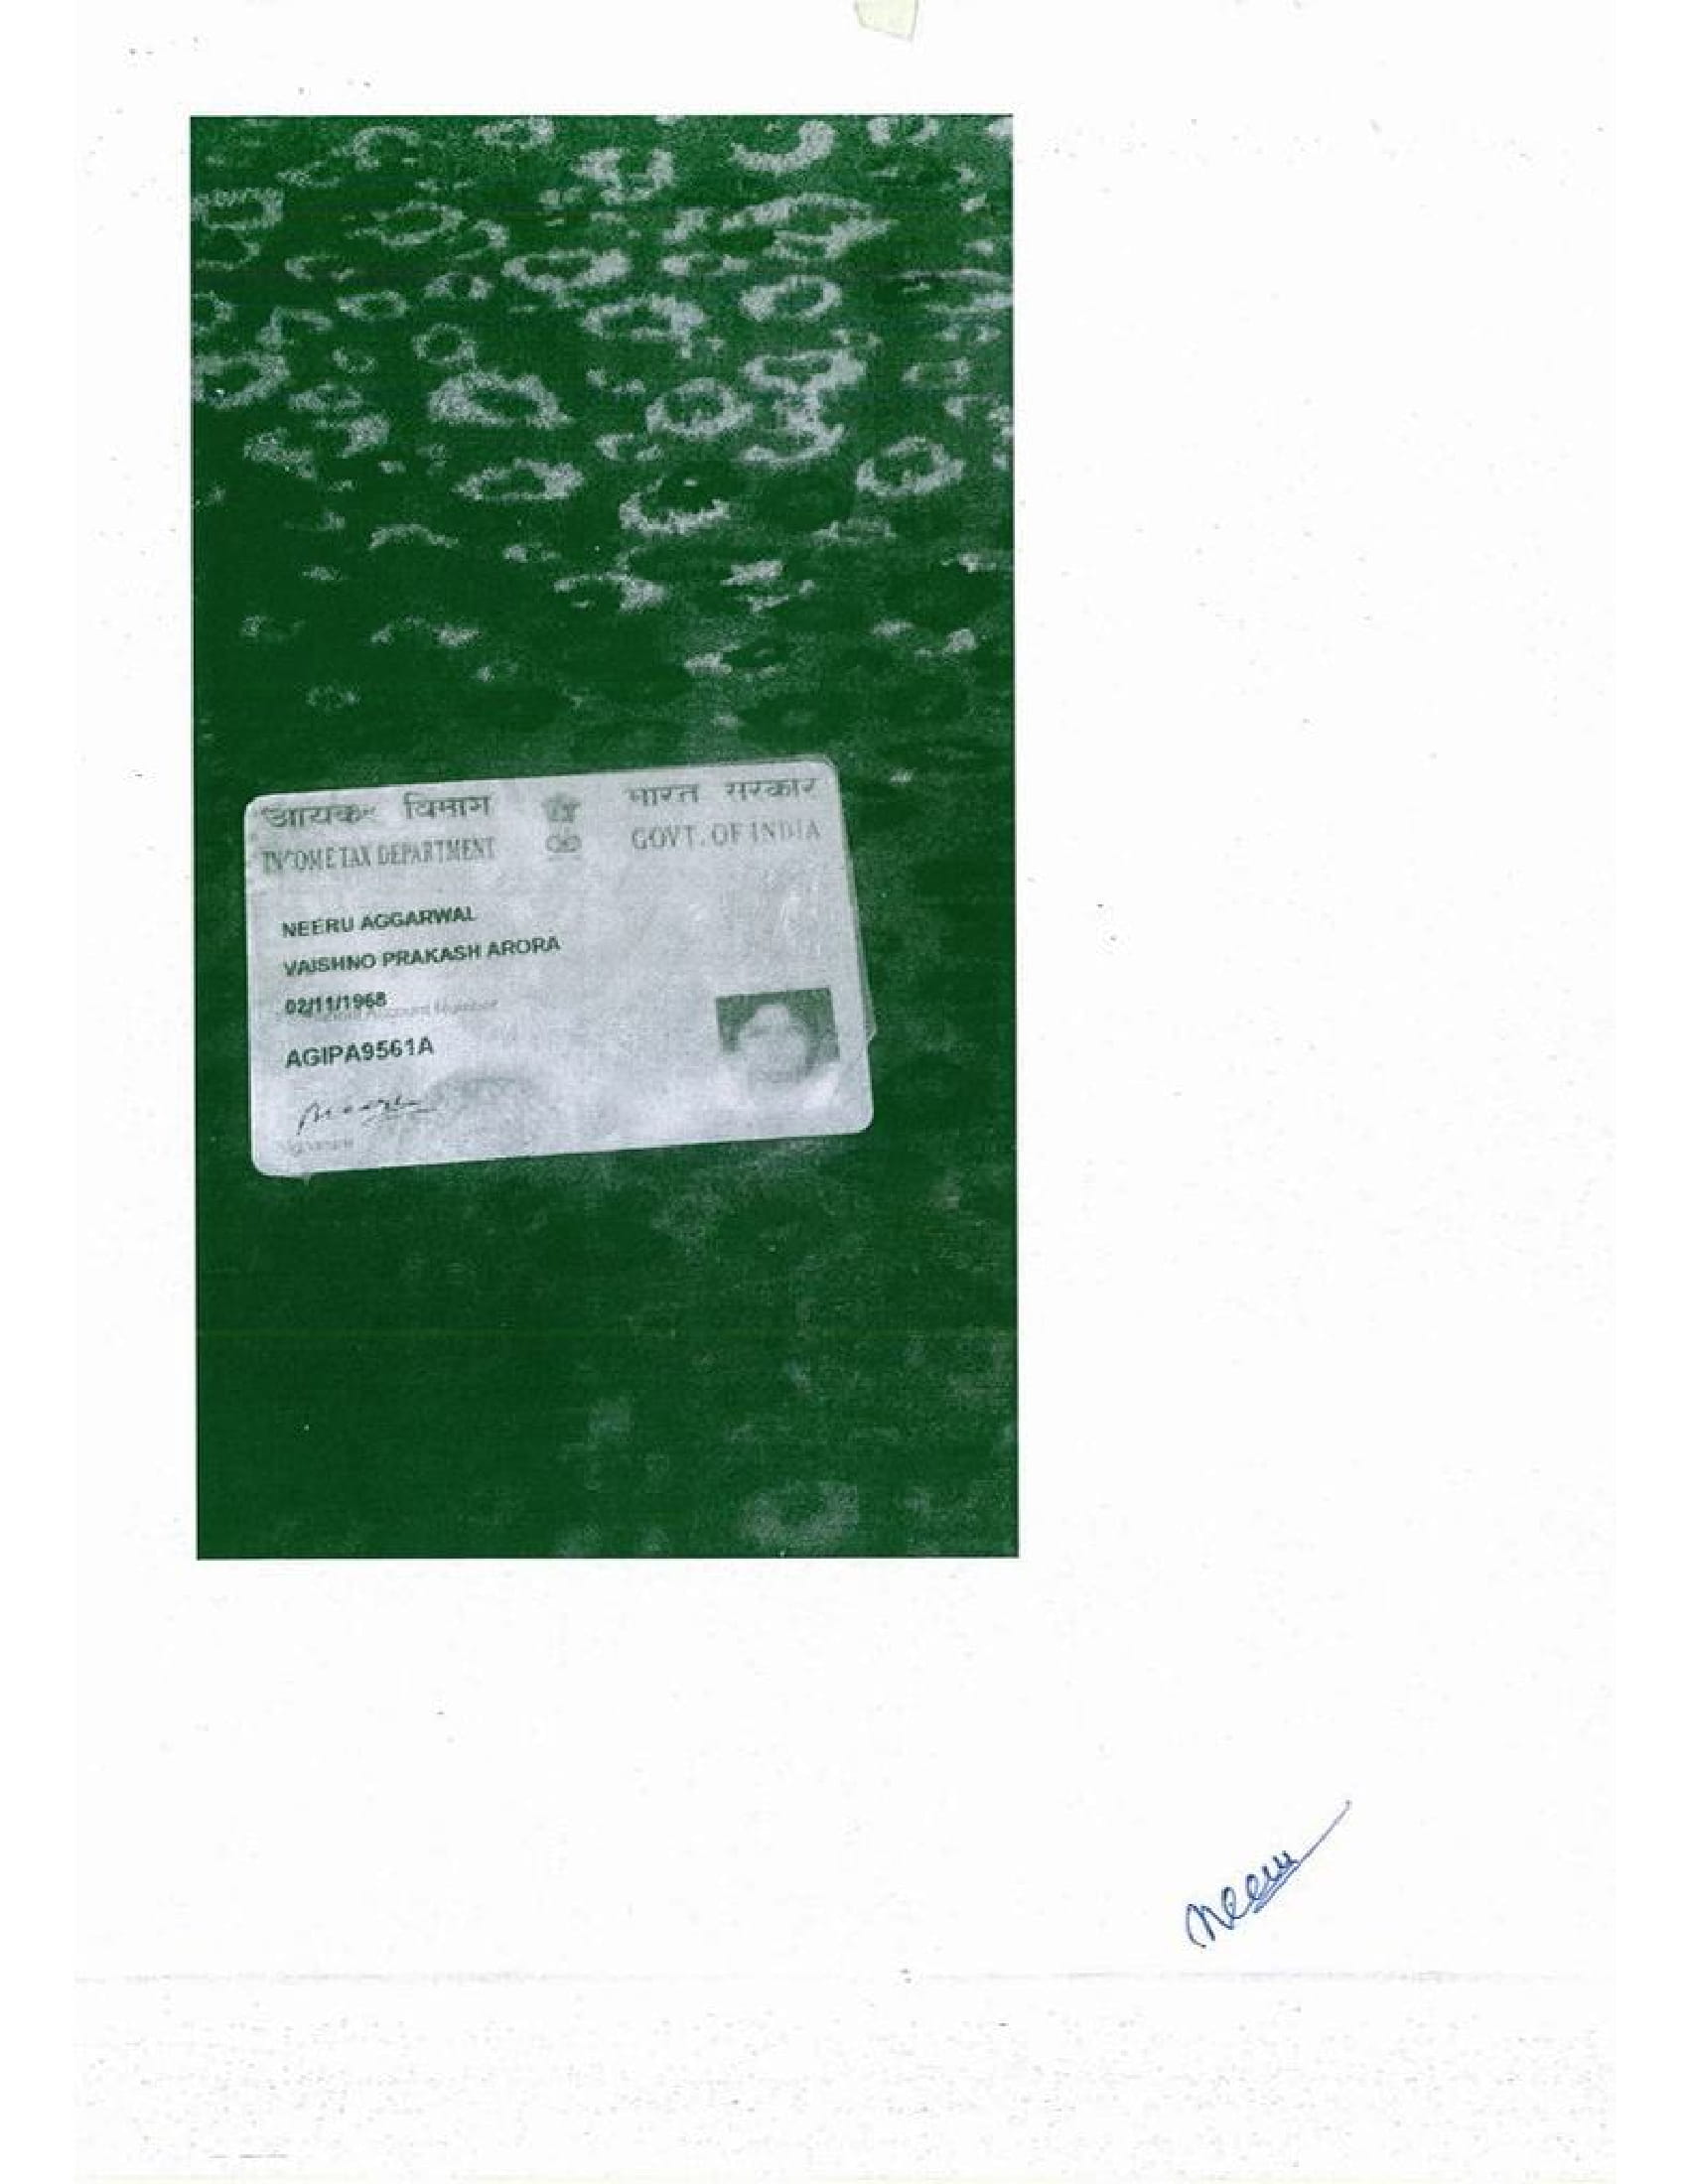 आयकर विभाग भारत सरकार
INCOME TAX DEPARTMENT GOVT. OF INDIA
NEERU AGGARWAL
VAISHNO PRAKASH ARORA
02/11/1968
Account Number
AGIPA9561A
Neeru
Signature
Neeru